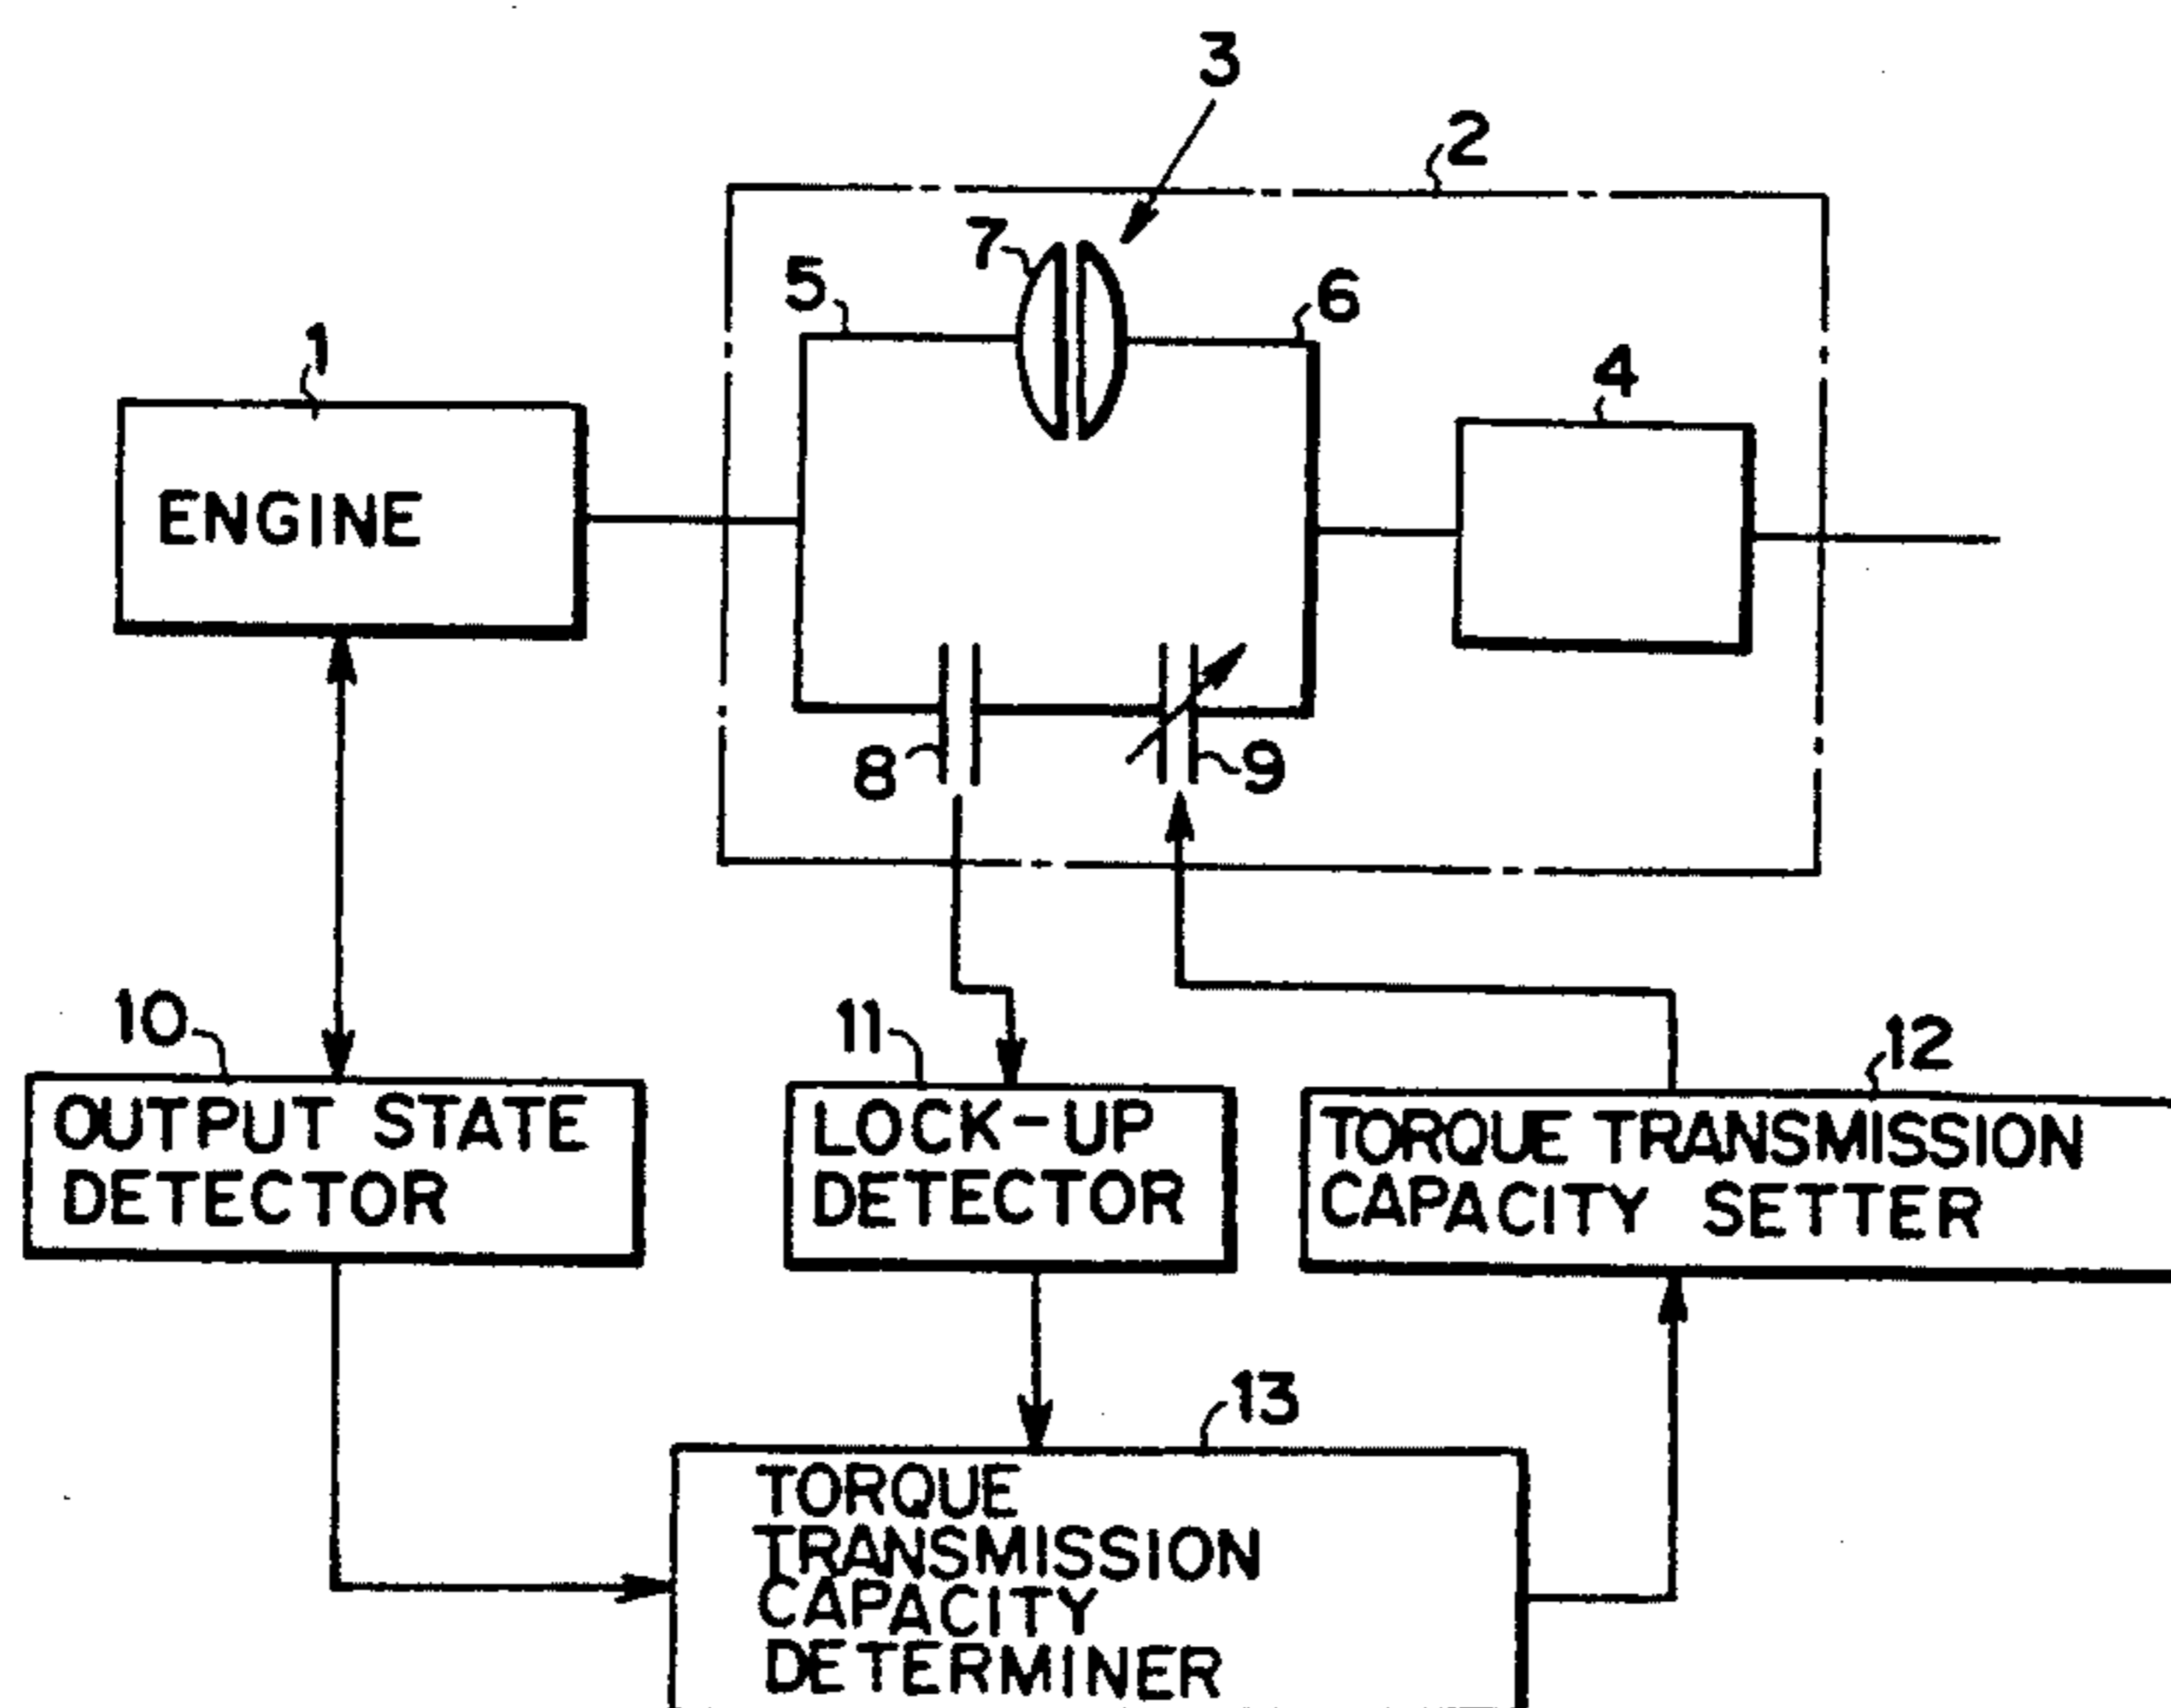 3
2
7
5
6
1
4
ENGINE
8
9
10
11
12
OUTPUT STATE
DETECTOR
LOCK-UP
DETECTOR
TORQUE TRANSMISSION
CAPACITY SETTER
13
TORQUE
TRANSMISSION
CAPACITY
DETERMINER